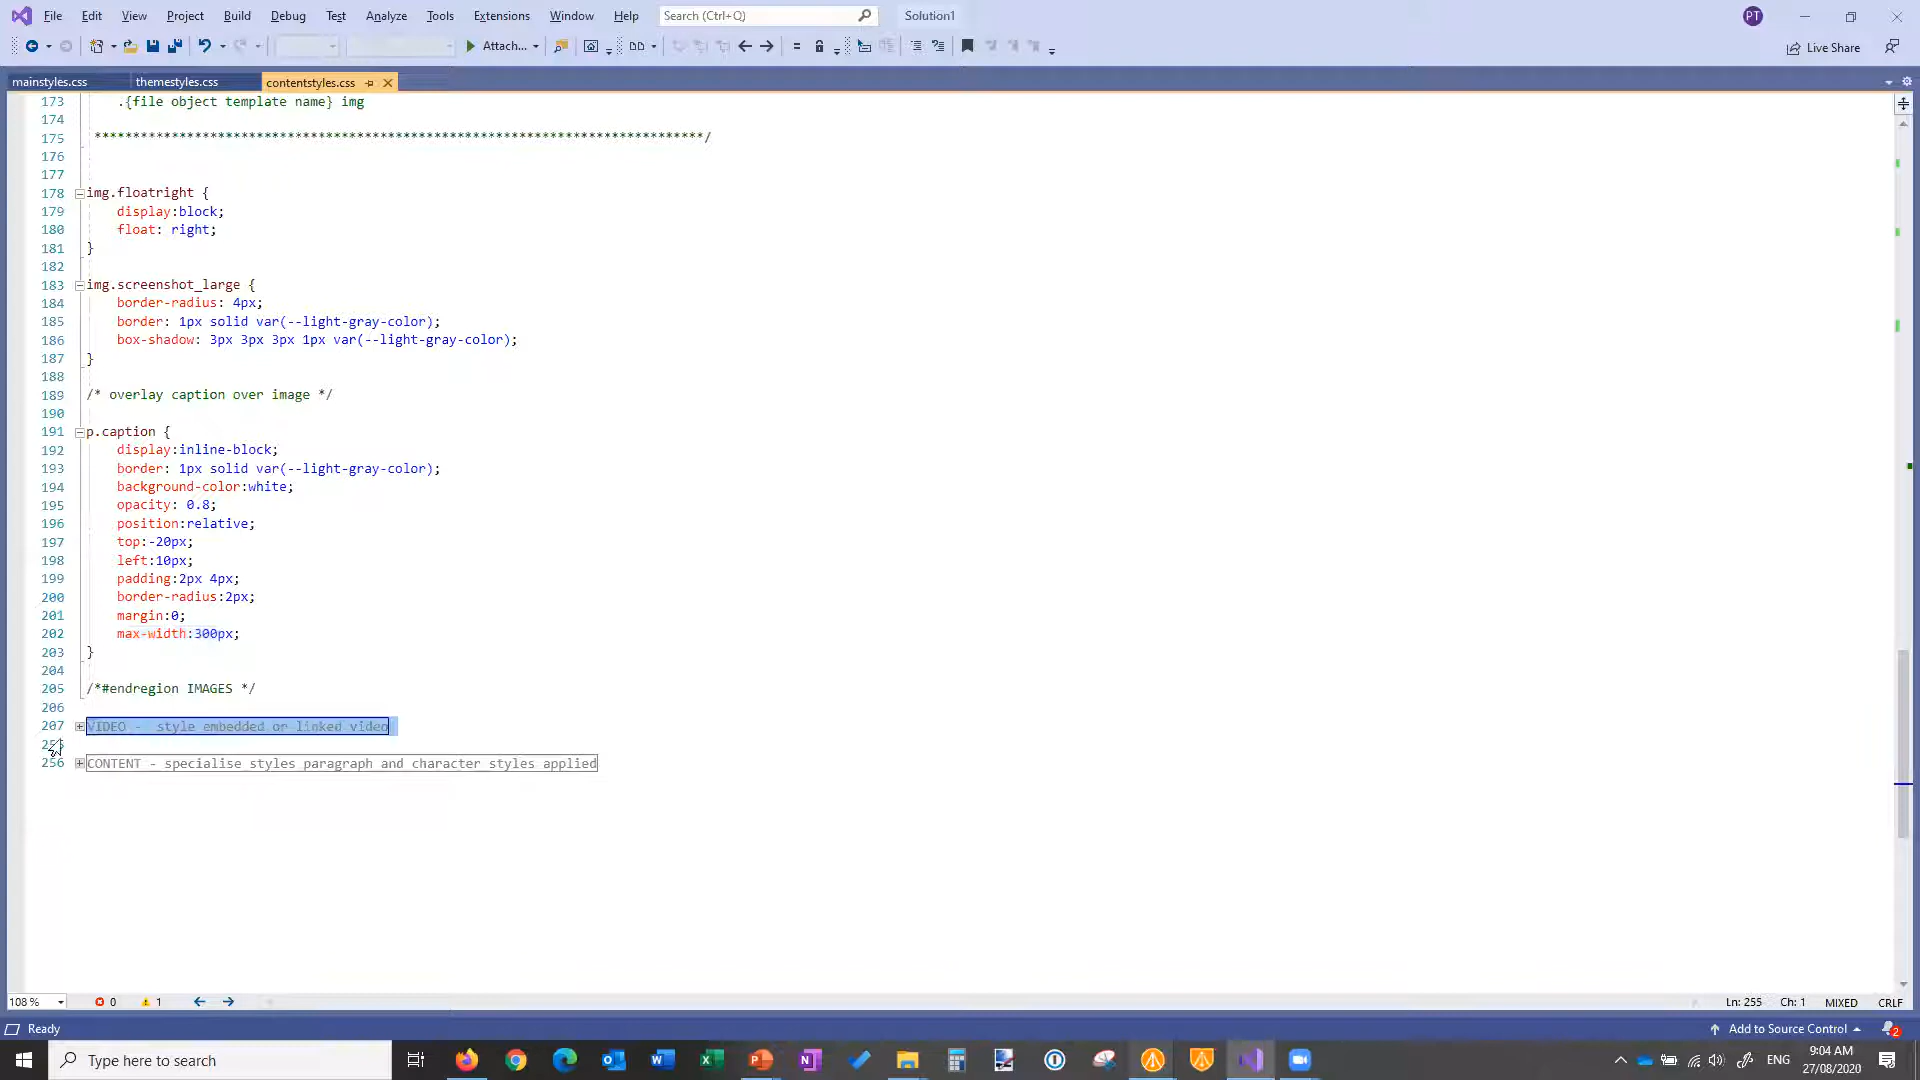 File Edit View Project Build Debug Test Analyze Tools Extensions Window Help Search (Ctrl+Q) Solution1 PT
Attach... Live Share
mainstyles.css themestyles.css contentstyles.css
173 .{file object template name} img
174
175 *******************************************************************************/
176
177
178 img.floatright {
179 display:block;
180 float: right;
181 }
182
183 img.screenshot_large {
184 border-radius: 4px;
185 border: 1px solid var(--light-gray-color);
186 box-shadow: 3px 3px 3px 1px var(--light-gray-color);
187 }
188
189 /* overlay caption over image */
190
191 p.caption {
192 display:inline-block;
193 border: 1px solid var(--light-gray-color);
194 background-color:white;
195 opacity: 0.8;
196 position:relative;
197 top:-20px;
198 left:10px;
199 padding:2px 4px;
200 border-radius:2px;
201 margin:0;
202 max-width:300px;
203 }
204
205 /*#endregion IMAGES */
206
207 VIDEO - style embedded or linked video
255
256 CONTENT - specialise styles paragraph and character styles applied
108 % 0 1 Ln: 255 Ch: 1 MIXED CRLF
Ready Add to Source Control 2
Type here to search ENG 9:04 AM
27/08/2020